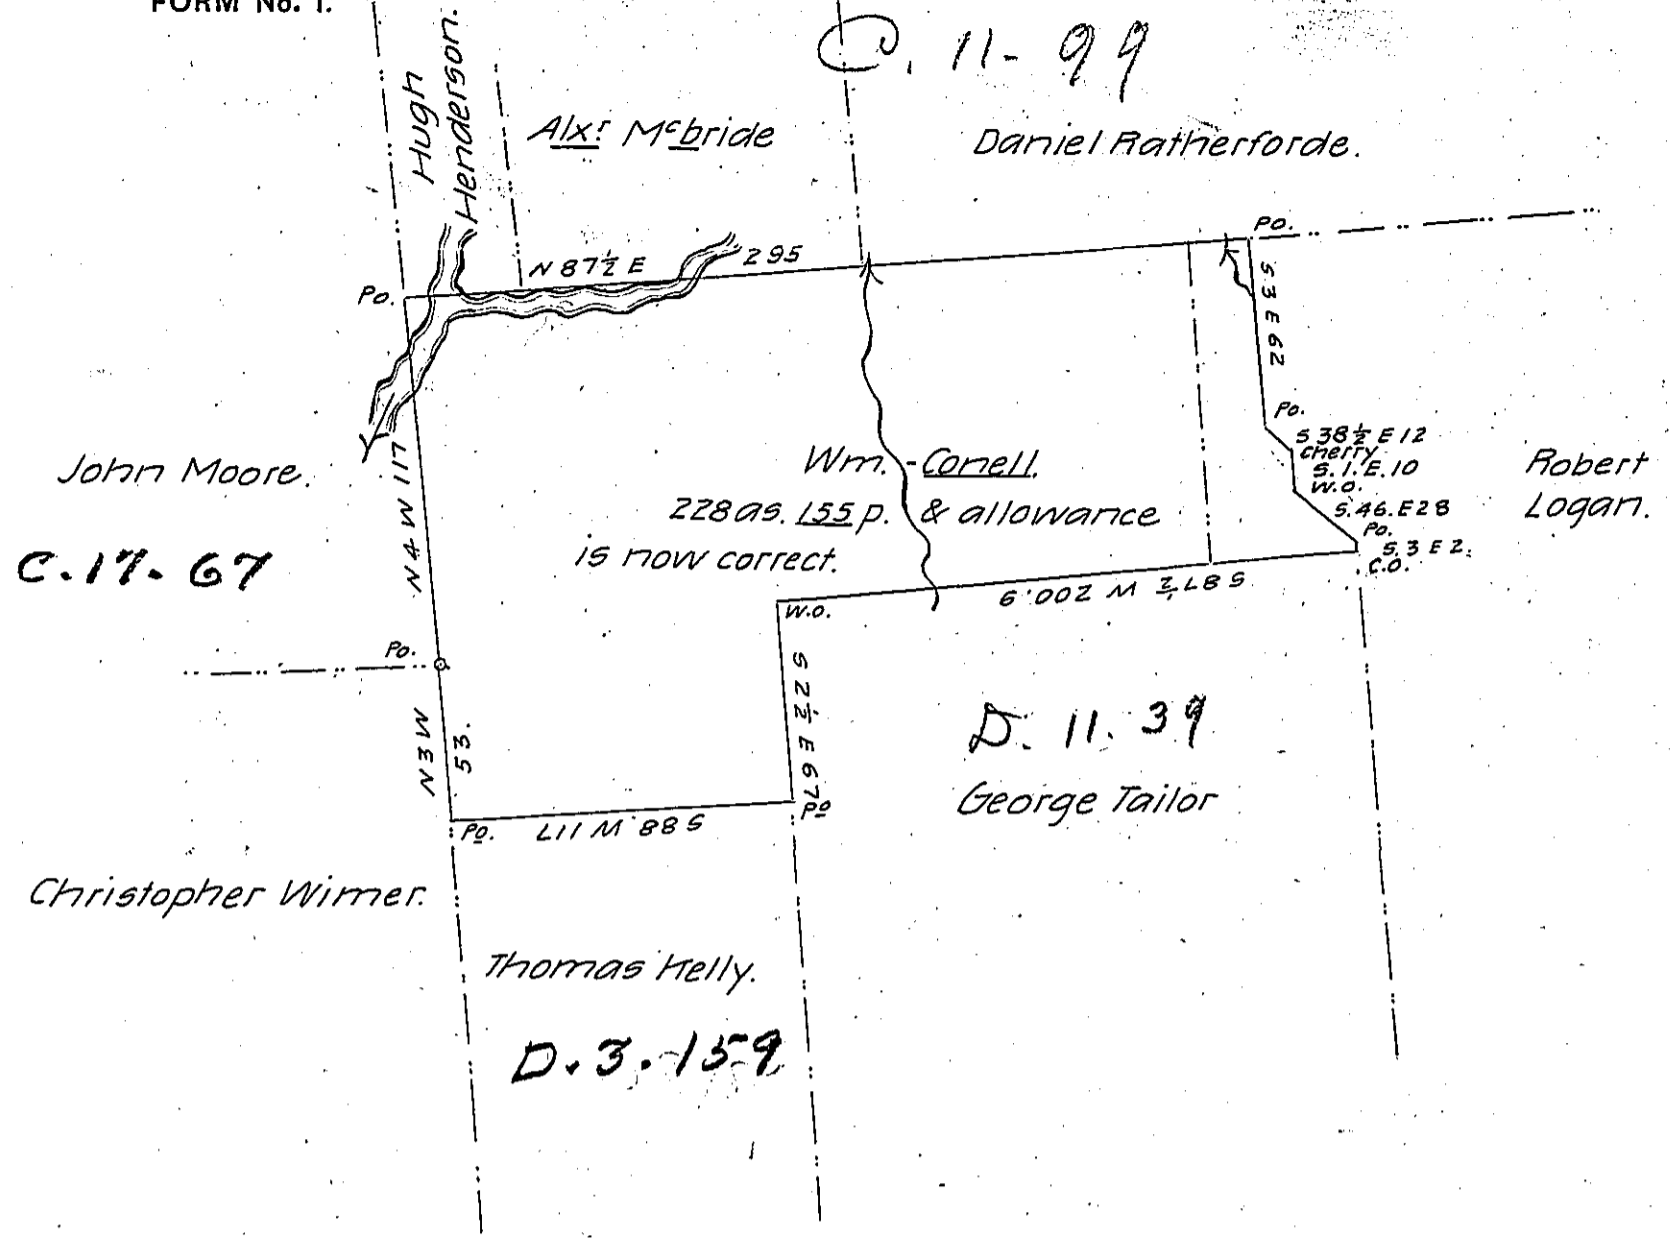 FORM No. 1.
C. 11-99
Hugh
Henderson.
Alxr Mcbride
Daniel Ratherforde.
Po.
N 87½ E 295
Po.
S 3 E 62
Po.
S 38½ E 12
cherry
S. 1. E. 10
W.O.
S. 46. E 28
Po.
S. 3 E 2.
C.O.
Robert
Logan.
John Moore.
C. 17. 67
N 4 W 117
Wm. Conell.
228 as. 155 p. & allowance
is now correct.
S 87½ W 200.9
W.O.
Po.
N 3 W
53.
S 2½ E 67
Po
Po.
S 88. W 117
D. 11. 39
George Tailor
Christopher Wimer.
Thomas Kelly.
D. 3. 159